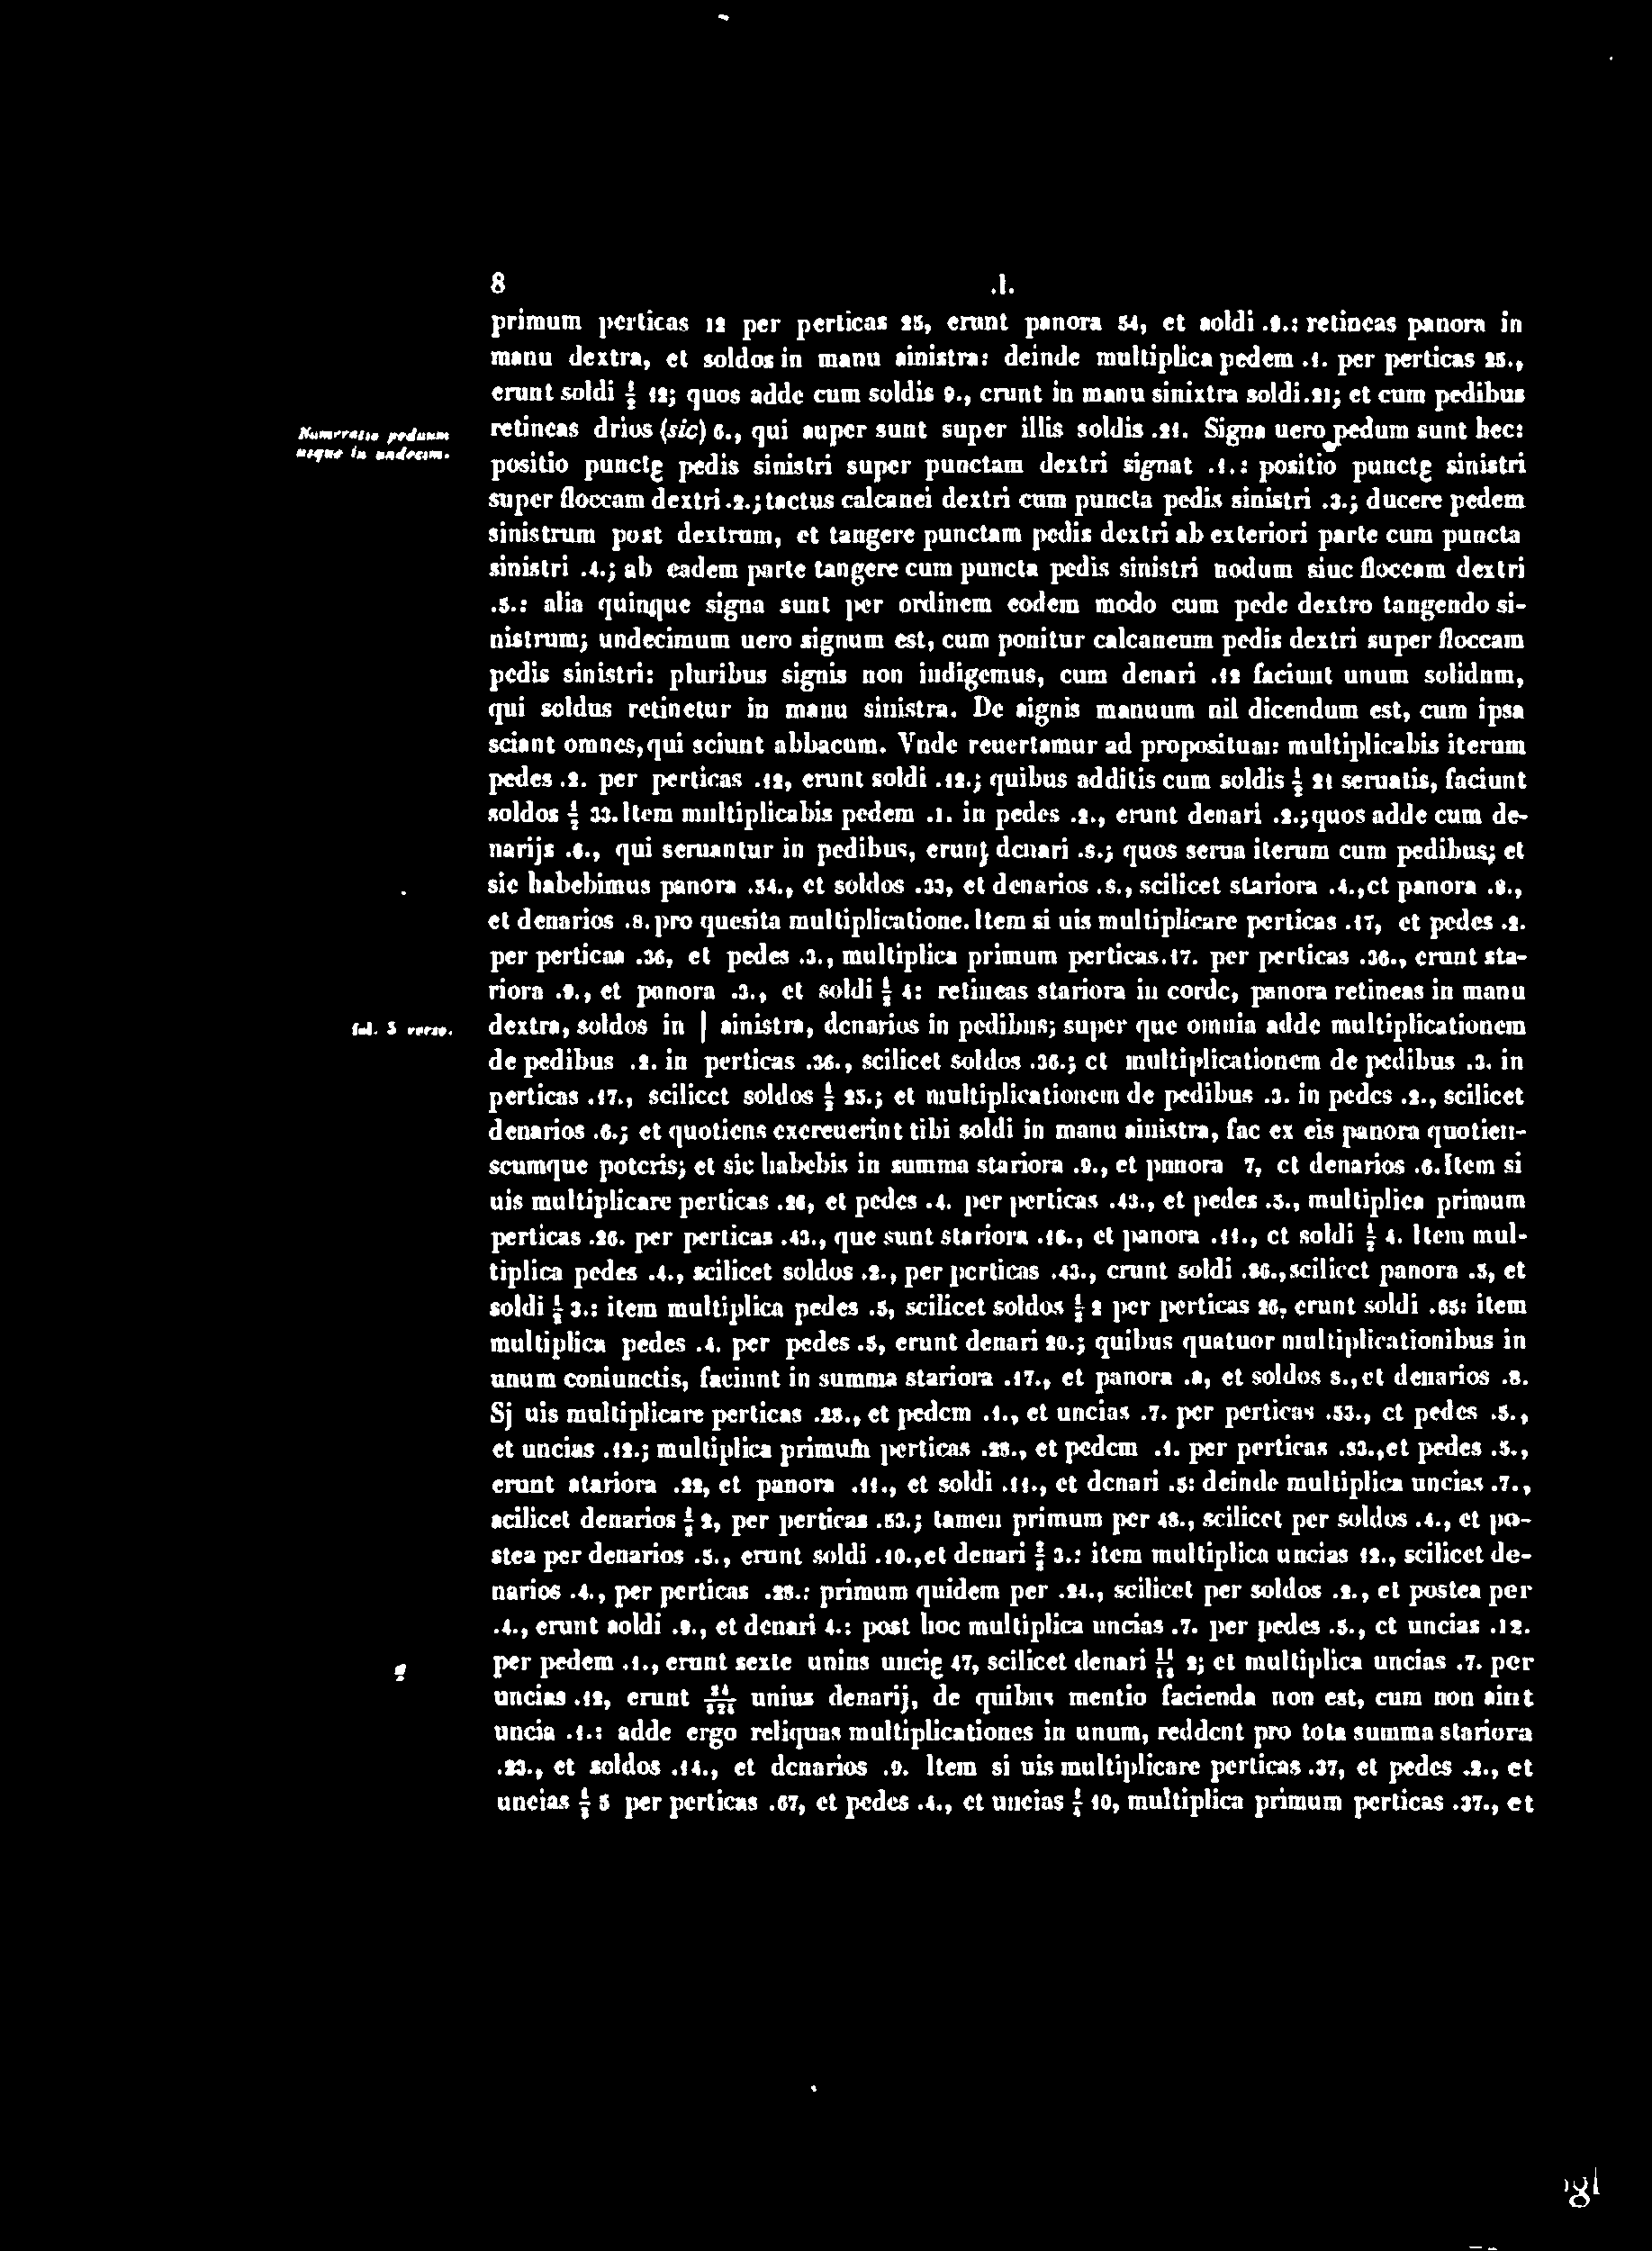 8 .I.
primum perticas 12 per perticas 25, erunt panora 54, et soldi .9.: retineas panora in
manu dextra, et soldos in manu sinistra: deinde multiplica pedem .1. per perticas 25.,
erunt soldi ½ 12; quos adde cum soldis 9., erunt in manu sinixtra soldi .21; et cum pedibus
Numeratio pedum usque in undecim.
retineas drios (sic) 6., qui super sunt super illis soldis .21. Signa uero pedum sunt hec:
positio punctę pedis sinistri super punctam dextri signat .1.: positio punctę sinistri
super floccam dextri .2.; tactus calcanei dextri cum puncta pedis sinistri .3.; ducere pedem
sinistrum post dextrum, et tangere punctam pedis dextri ab exteriori parte cum puncta
sinistri .4.; ab eadem parte tangere cum puncta pedis sinistri nodum siue floccam dextri
.5.: alia quinque signa sunt per ordinem eodem modo cum pede dextro tangendo si-
nistrum; undecimum uero signum est, cum ponitur calcaneum pedis dextri super floccam
pedis sinistri: pluribus signis non indigemus, cum denari .12 faciunt unum solidum,
qui soldus retinetur in manu sinistra. De signis manuum nil dicendum est, cum ipsa
sciant omnes, qui sciunt abbacum. Vnde reuertamur ad propositum: multiplicabis iterum
pedes .2. per perticas .12, erunt soldi .12.; quibus additis cum soldis ½ 21 seruatis, faciunt
soldos ½ 33. Item multiplicabis pedem .1. in pedes .2., erunt denari .2.; quos adde cum de-
narijs .6., qui seruantur in pedibus, erunt denari .8.; quos serua iterum cum pedibus; et
sic habebimus panora .54., et soldos .33, et denarios .8., scilicet stariora .4., et panora .8.,
et denarios .8. pro quesita multiplicatione. Item si uis multiplicare perticas .17, et pedes .2.
per perticas .36, et pedes .3., multiplica primum perticas .17. per perticas .36., erunt sta-
riora .9., et panora .3., et soldi ½ 4: retineas stariora in corde, panora retineas in manu
fol. 5 verso.
dextra, soldos in | sinistra, denarios in pedibus; super que omnia adde multiplicationem
de pedibus .2. in perticas .36., scilicet soldos .36.; et multiplicationem de pedibus .3. in
perticas .17., scilicet soldos ½ 25.; et multiplicationem de pedibus .3. in pedes .2., scilicet
denarios .6.; et quotiens excreuerint tibi soldi in manu sinistra, fac ex eis panora quotien-
scumque poteris; et sic habebis in summa stariora .9., et panora 7, et denarios .6. Item si
uis multiplicare perticas .26, et pedes .4. per perticas .43., et pedes .5., multiplica primum
perticas .26. per perticas .43., que sunt stariora .16., et panora .11., et soldi ½ 4. Item mul-
tiplica pedes .4., scilicet soldos .2., per perticas .43., erunt soldi .86., scilicet panora .5, et
soldi ½ 3.: item multiplica pedes .5, scilicet soldos ½ 2 per perticas 26, erunt soldi .65: item
multiplica pedes .4. per pedes .5, erunt denari 20.; quibus quatuor multiplicationibus in
unum coniunctis, faciunt in summa stariora .17., et panora .8, et soldos 8., et denarios .8.
Sj uis multiplicare perticas .28., et pedem .1., et uncias .7. per perticas .53., et pedes .5.,
et uncias .12.; multiplica primum perticas .28., et pedem .1. per perticas .53., et pedes .5.,
erunt stariora .22, et panora .11., et soldi .11., et denari .5: deinde multiplica uncias .7.,
scilicet denarios ⅓ 2, per perticas .53.; tamen primum per 48., scilicet per soldos .4., et po-
stea per denarios .5., erunt soldi .10., et denari ⅔ 3.: item multiplica uncias 12., scilicet de-
narios .4., per perticas .28.: primum quidem per .24., scilicet per soldos .2., et postea per
.4., erunt soldi .9., et denari 4.: post hoc multiplica uncias .7. per pedes .5., et uncias .12.
per pedem .1., erunt sexte unius uncię 47, scilicet denari 11/18 2; et multiplica uncias .7. per
uncias .12, erunt unius denarij, de quibus mentio facienda non est, cum non sint
uncia .1.: adde ergo reliquas multiplicationes in unum, reddent pro tota summa stariora
.23., et soldos .14., et denarios .9. Item si uis multiplicare perticas .37, et pedes .2., et
uncias 5 per perticas .67, et pedes .4., et uncias 10, multiplica primum perticas .37., et